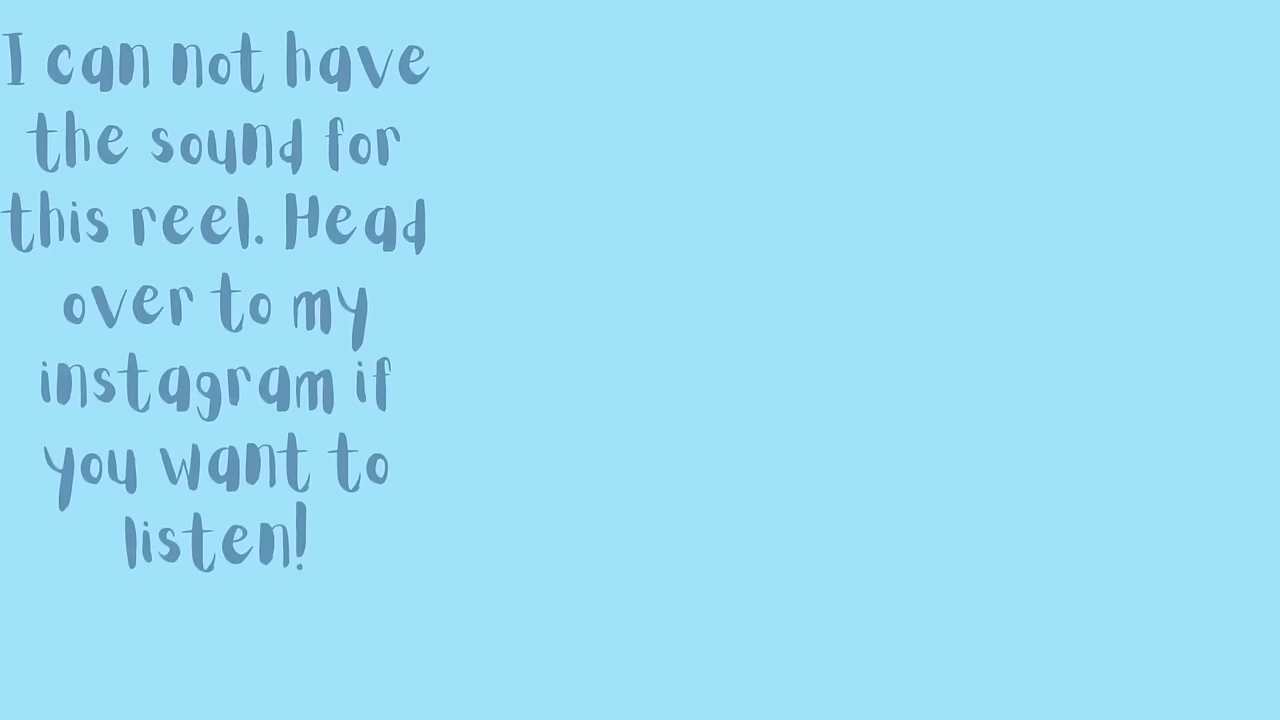 I can not have
the sound for
this reel. Head
over to my
instagram if
you want to
listen!